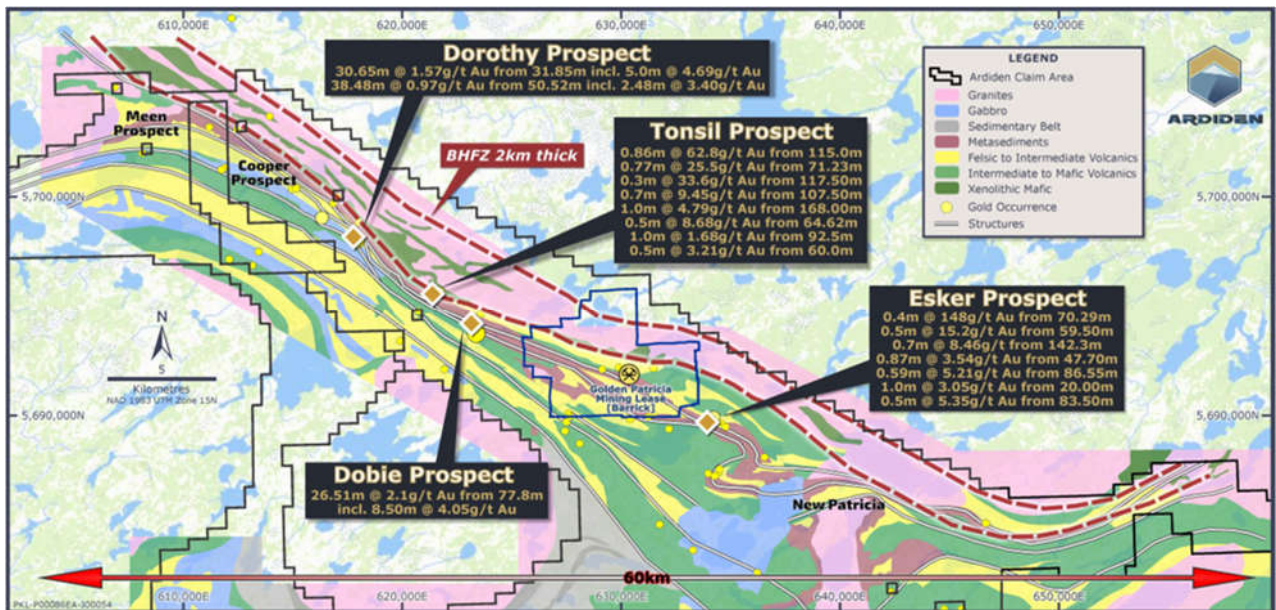 610,000E
620,000E
630,000E
640,000E
650,000E
Dorothy Prospect
30.65m @ 1.57g/t Au from 31.85m incl. 5.0m @ 4.69g/t Au
38.48m @ 0.97g/t Au from 50.52m incl. 2.48m @ 3.40g/t Au
LEGEND
Ardiden Claim Area
Granites
Gabbro
Sedimentary Belt
Metasediments
Felsic to Intermediate Volcanics
Intermediate to Mafic Volcanics
Xenolithic Mafic
Gold Occurrence
Structures
ARDIDEN
Meen
Prospect
Cooper
Prospect
BHFZ 2km thick
Tonsil Prospect
0.86m @ 62.8g/t Au from 115.0m
0.77m @ 25.5g/t Au from 71.23m
0.3m @ 33.6g/t Au from 117.50m
0.7m @ 9.45g/t Au from 107.50m
1.0m @ 4.79g/t Au from 168.00m
0.5m @ 8.68g/t Au from 64.62m
1.0m @ 1.68g/t Au from 92.5m
0.5m @ 3.21g/t Au from 60.0m
5,700,000N
5,700,000N
Esker Prospect
0.4m @ 148g/t Au from 70.29m
0.5m @ 15.2g/t Au from 59.50m
0.7m @ 8.46g/t Au from 142.3m
0.87m @ 3.54g/t Au from 47.70m
0.59m @ 5.21g/t Au from 86.55m
1.0m @ 3.05g/t Au from 20.00m
0.5m @ 5.35g/t Au from 83.50m
N
S
Kilometres
NAD 1983 UTM Zone 15N
Golden Patricia
Mining Lease
[Barrick]
5,690,000N
5,690,000N
Dobie Prospect
26.51m @ 2.1g/t Au from 77.8m
incl. 8.50m @ 4.05g/t Au
New Patricia
60km
PKL-P00086EA-300054
610,000E
620,000E
630,000E
640,000E
650,000E